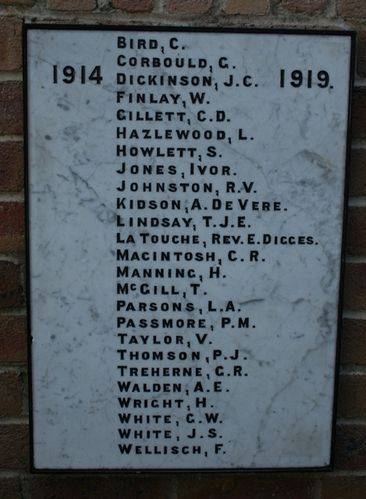 BIRD, C.
CORBOULD, G.
1914 DICKINSON, J.C. 1919.
FINLAY, W.
GILLETT, C.D.
HAZLEWOOD, L.
HOWLETT, S.
JONES, IVOR.
JOHNSTON, R.V.
KIDSON, A. DE VERE.
LINDSAY, T.J.E.
LA TOUCHE, REV. E. DIGGES.
MACINTOSH, C.R.
MANNING, H.
McGILL, T.
PARSONS, L.A.
PASSMORE, P.M.
TAYLOR, V.
THOMSON, P.J.
TREHERNE, G.R.
WALDEN, A.E.
WRIGHT, H.
WHITE, G.W.
WHITE, J.S.
WELLISCH, F.